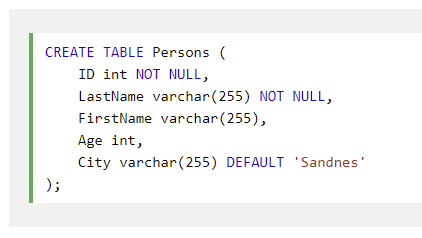 CREATE TABLE Persons (
    ID int NOT NULL,
    LastName varchar(255) NOT NULL,
    FirstName varchar(255),
    Age int,
    City varchar(255) DEFAULT 'Sandnes'
);